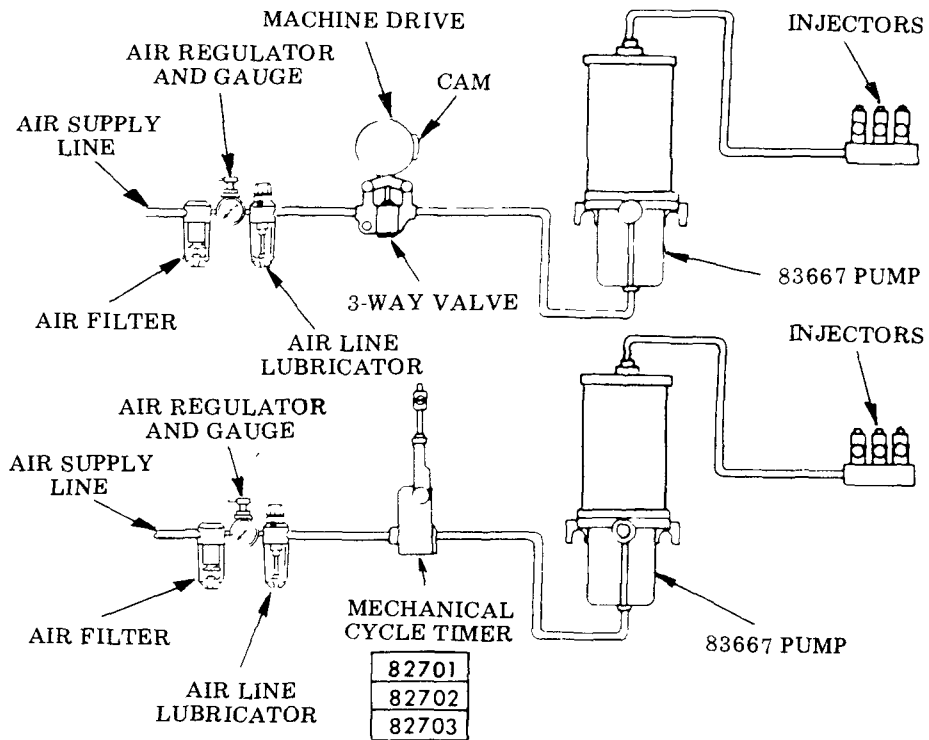 MACHINE DRIVE
INJECTORS
AIR REGULATOR
AND GAUGE
CAM
AIR SUPPLY
LINE
83667 PUMP
3-WAY VALVE
AIR FILTER
AIR LINE
LUBRICATOR
INJECTORS
AIR REGULATOR
AND GAUGE
AIR SUPPLY
LINE
MECHANICAL
CYCLE TIMER
AIR FILTER
83667 PUMP
82701
82702
82703
AIR LINE
LUBRICATOR